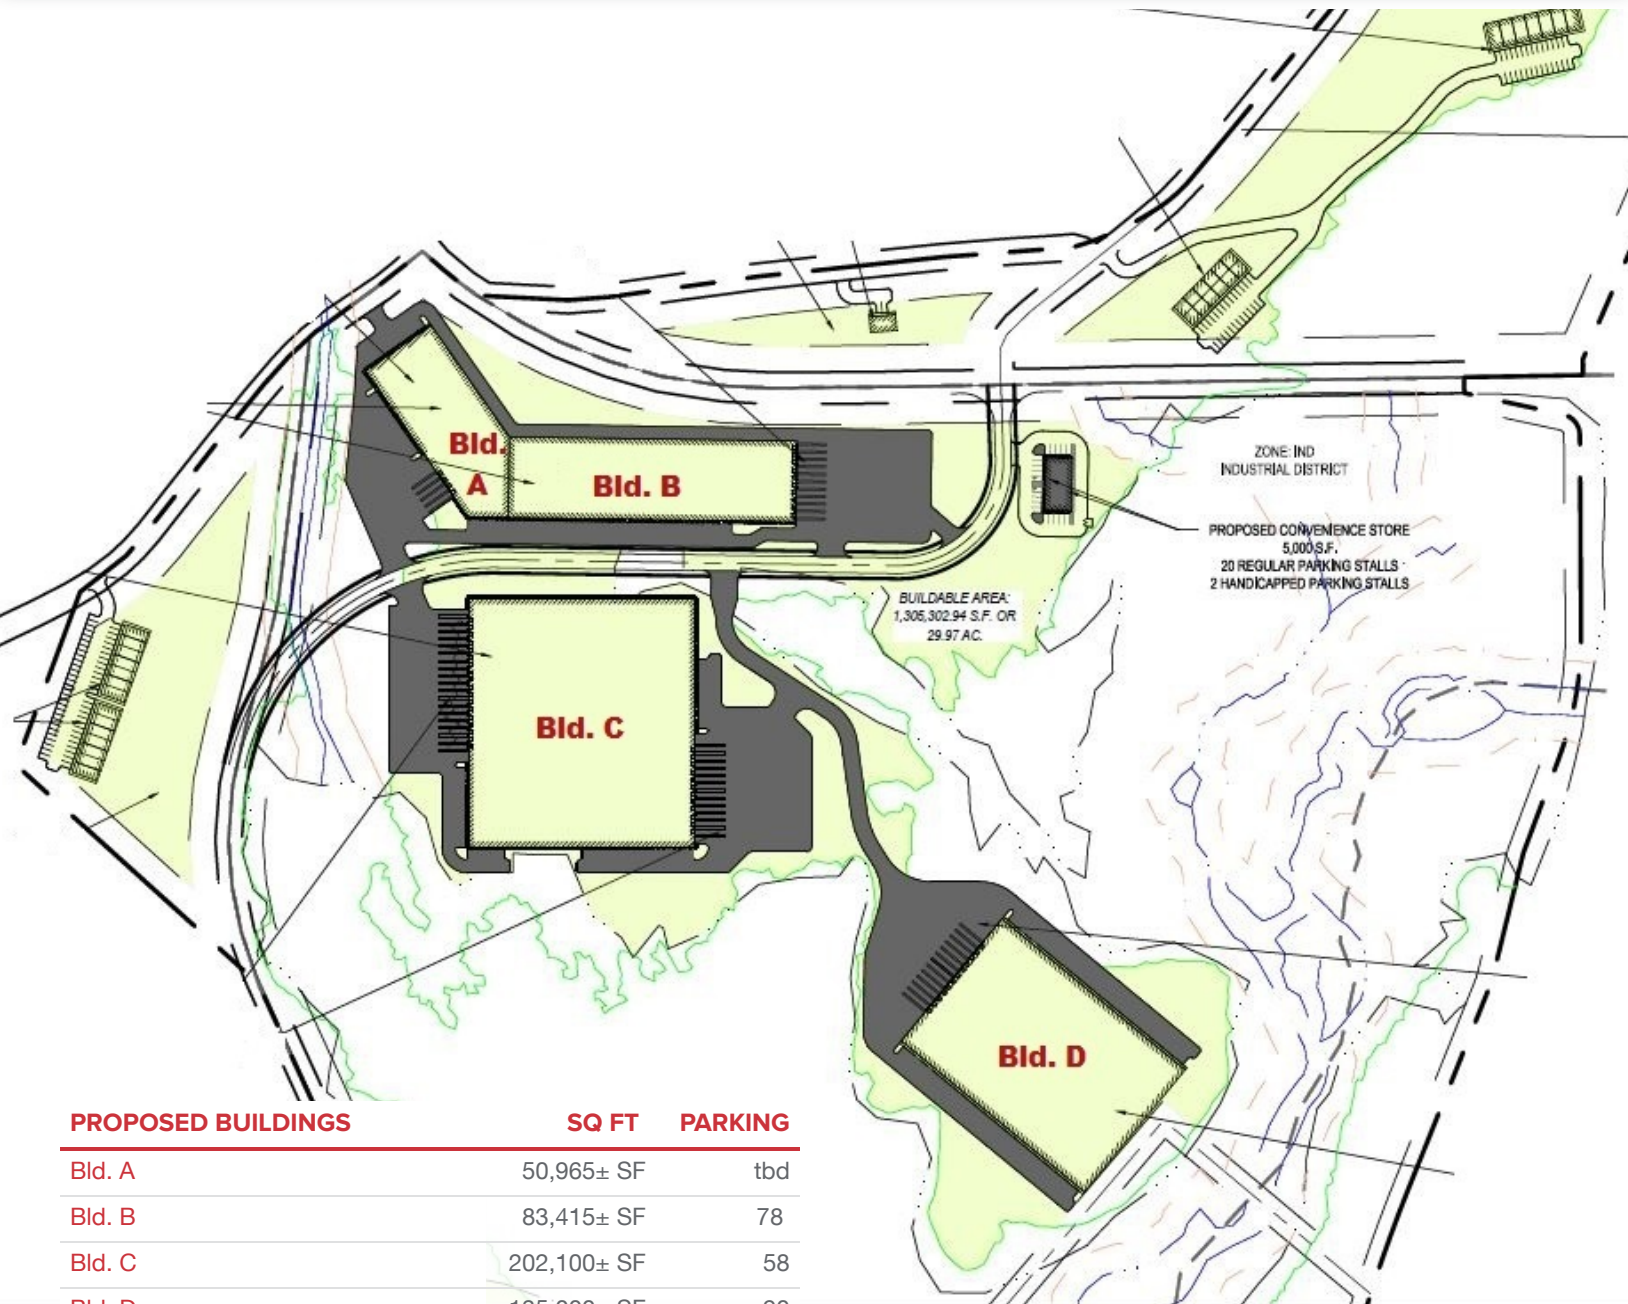 Bld.
A
Bld. B
ZONE: IND
INDUSTRIAL DISTRICT
PROPOSED CONVENIENCE STORE
5,000 S.F.
20 REGULAR PARKING STALLS
2 HANDICAPPED PARKING STALLS
BUILDABLE AREA:
1,305,302.94 S.F. OR
29.97 AC.
Bld. C
Bld. D
PROPOSED BUILDINGS SQ FT PARKING
Bld. A 50,965± SF tbd
Bld. B 83,415± SF 78
Bld. C 202,100± SF 58